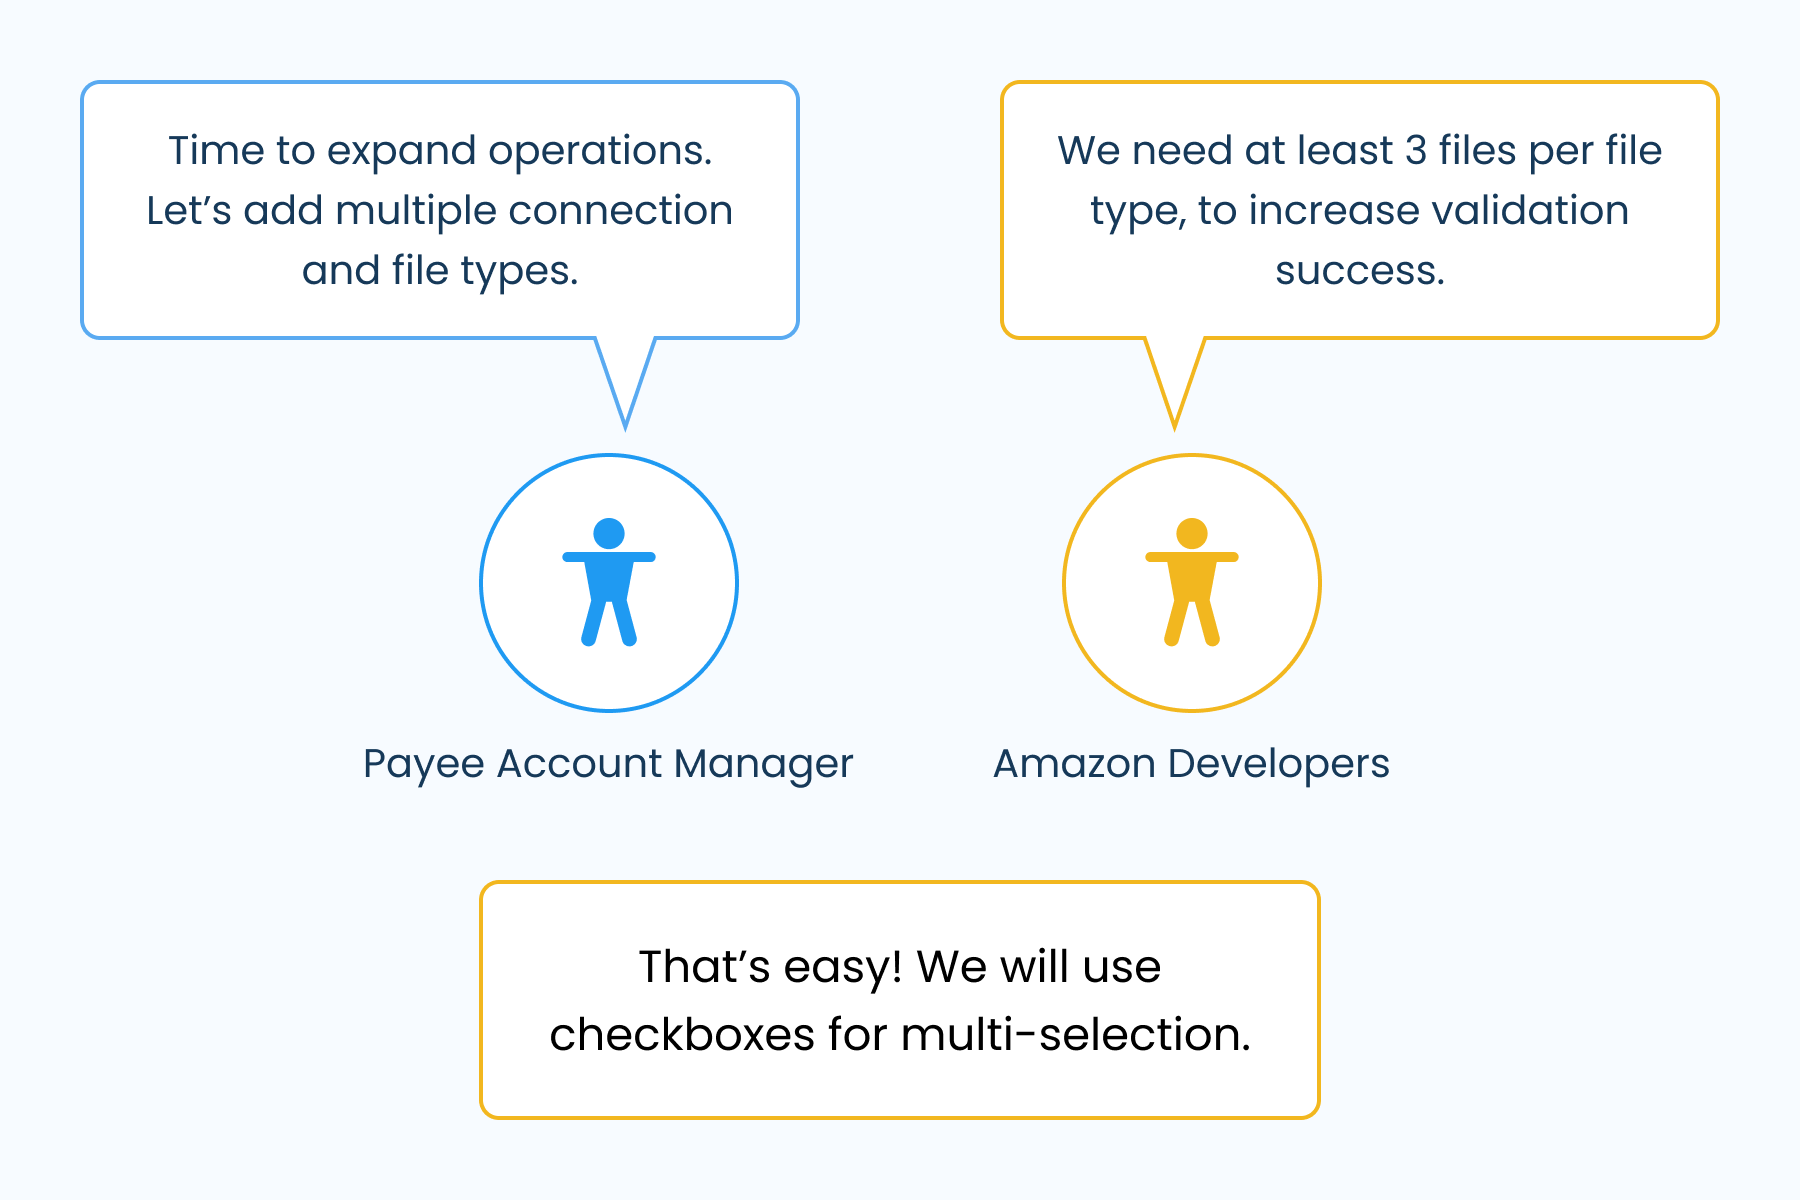 Time to expand operations.
Let’s add multiple connection
and file types.
We need at least 3 files per file
type, to increase validation
success.
Payee Account Manager
Amazon Developers
That’s easy! We will use
checkboxes for multi-selection.